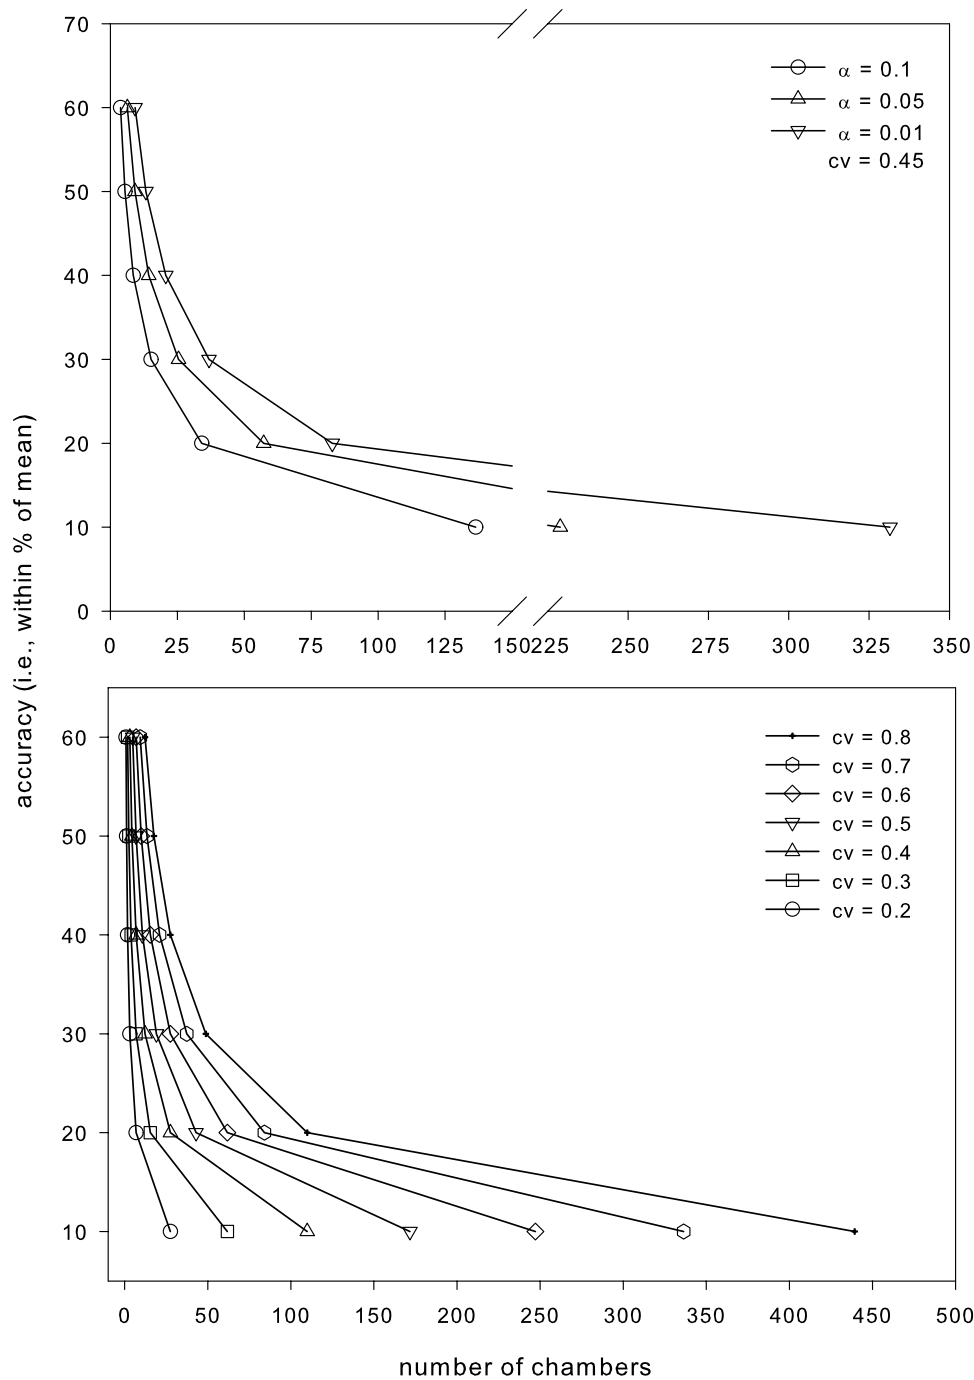 70
60
50
40
30
20
10
0
α = 0.1
α = 0.05
α = 0.01
cv = 0.45
0 25 50 75 100 125 150 225 250 275 300 325 350
accuracy (i.e., within % of mean)
60
50
40
30
20
10
cv = 0.8
cv = 0.7
cv = 0.6
cv = 0.5
cv = 0.4
cv = 0.3
cv = 0.2
0 50 100 150 200 250 300 350 400 450 500
number of chambers